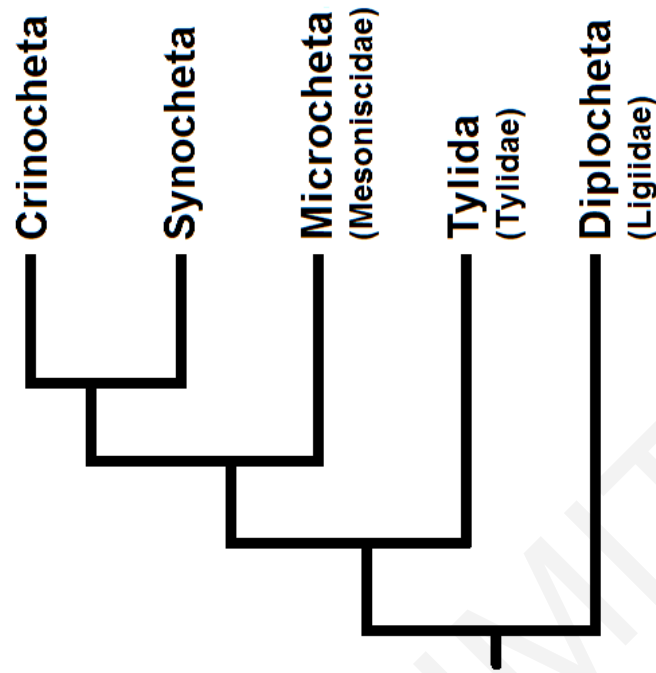 Crinocheta
Synocheta
Microcheta
(Mesoniscidae)
Tylida
(Tylidae)
Diplocheta
(Ligiidae)